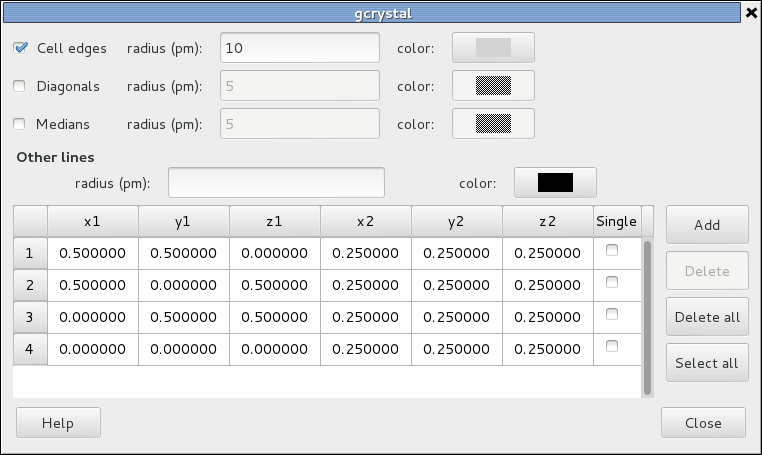 gcrystal
Cell edges radius (pm): 10 color:
Diagonals radius (pm): 5 color:
Medians radius (pm): 5 color:
Other lines
radius (pm): color:
x1 y1 z1 x2 y2 z2 Single
1 0.500000 0.500000 0.000000 0.250000 0.250000 0.250000
2 0.500000 0.000000 0.500000 0.250000 0.250000 0.250000
3 0.000000 0.500000 0.500000 0.250000 0.250000 0.250000
4 0.000000 0.000000 0.000000 0.250000 0.250000 0.250000
Add
Delete
Delete all
Select all
Help
Close